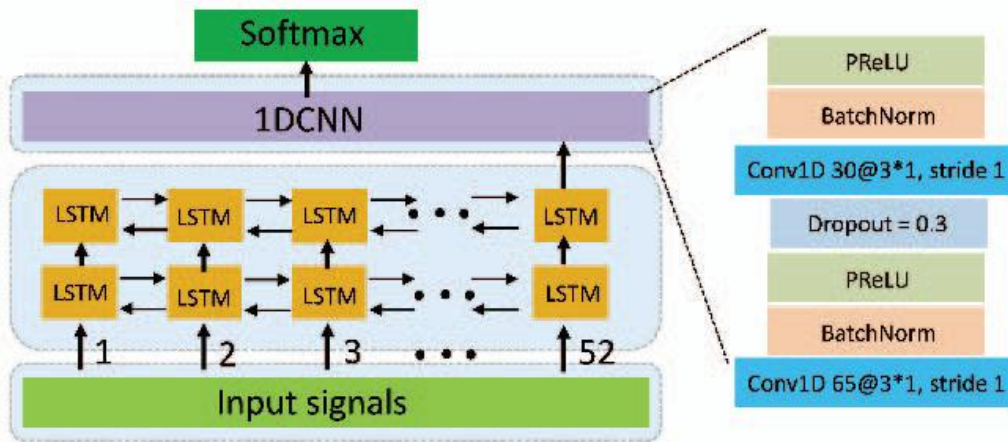 Softmax
1DCNN
LSTM LSTM LSTM • • • LSTM
LSTM LSTM LSTM • • • LSTM
1 2 3 • • • 52
Input signals
PReLU
BatchNorm
Conv1D 30@3*1, stride 1
Dropout = 0.3
PReLU
BatchNorm
Conv1D 65@3*1, stride 1